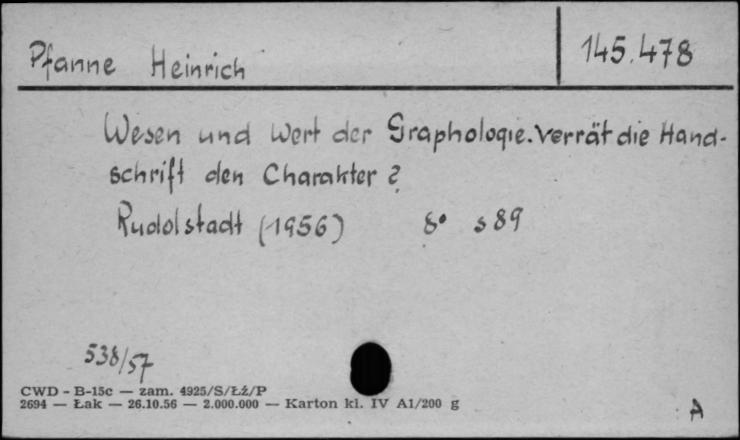 Pfanne Heinrich 145.478
Wesen und Wert der Graphologie. Verrät die Hand-
schrift den Charakter?
Rudolstadt (1956) 8° s 89
538/57
CWD - B-15c — zam. 4925/S/Łż/P
2694 — Łak — 26.10.56 — 2.000.000 — Karton kl. IV A1/200 g
A